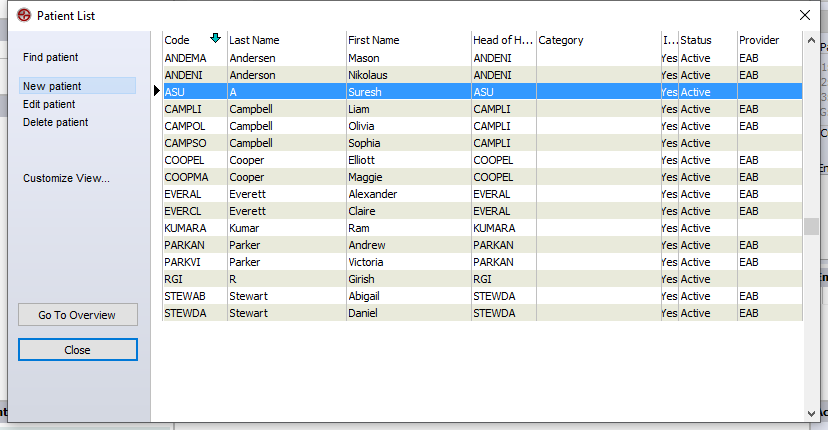 Patient List
Find patient
New patient
Edit patient
Delete patient
Customize View...
Go To Overview
Close
Code Last Name First Name Head of H... Category I... Status Provider
ANDEMA Andersen Mason ANDENI Yes Active EAB
ANDENI Anderson Nikolaus ANDENI Yes Active EAB
ASU A Suresh ASU Yes Active
CAMPLI Campbell Liam CAMPLI Yes Active EAB
CAMPOL Campbell Olivia CAMPLI Yes Active EAB
CAMPSO Campbell Sophia CAMPLI Yes Active
COOPEL Cooper Elliott COOPEL Yes Active EAB
COOPMA Cooper Maggie COOPEL Yes Active EAB
EVERAL Everett Alexander EVERAL Yes Active EAB
EVERCL Everett Claire EVERAL Yes Active EAB
KUMARA Kumar Ram KUMARA Yes Active
PARKAN Parker Andrew PARKAN Yes Active EAB
PARKVI Parker Victoria PARKAN Yes Active EAB
RGI R Girish RGI Yes Active
STEWAB Stewart Abigail STEWDA Yes Active EAB
STEWDA Stewart Daniel STEWDA Yes Active EAB